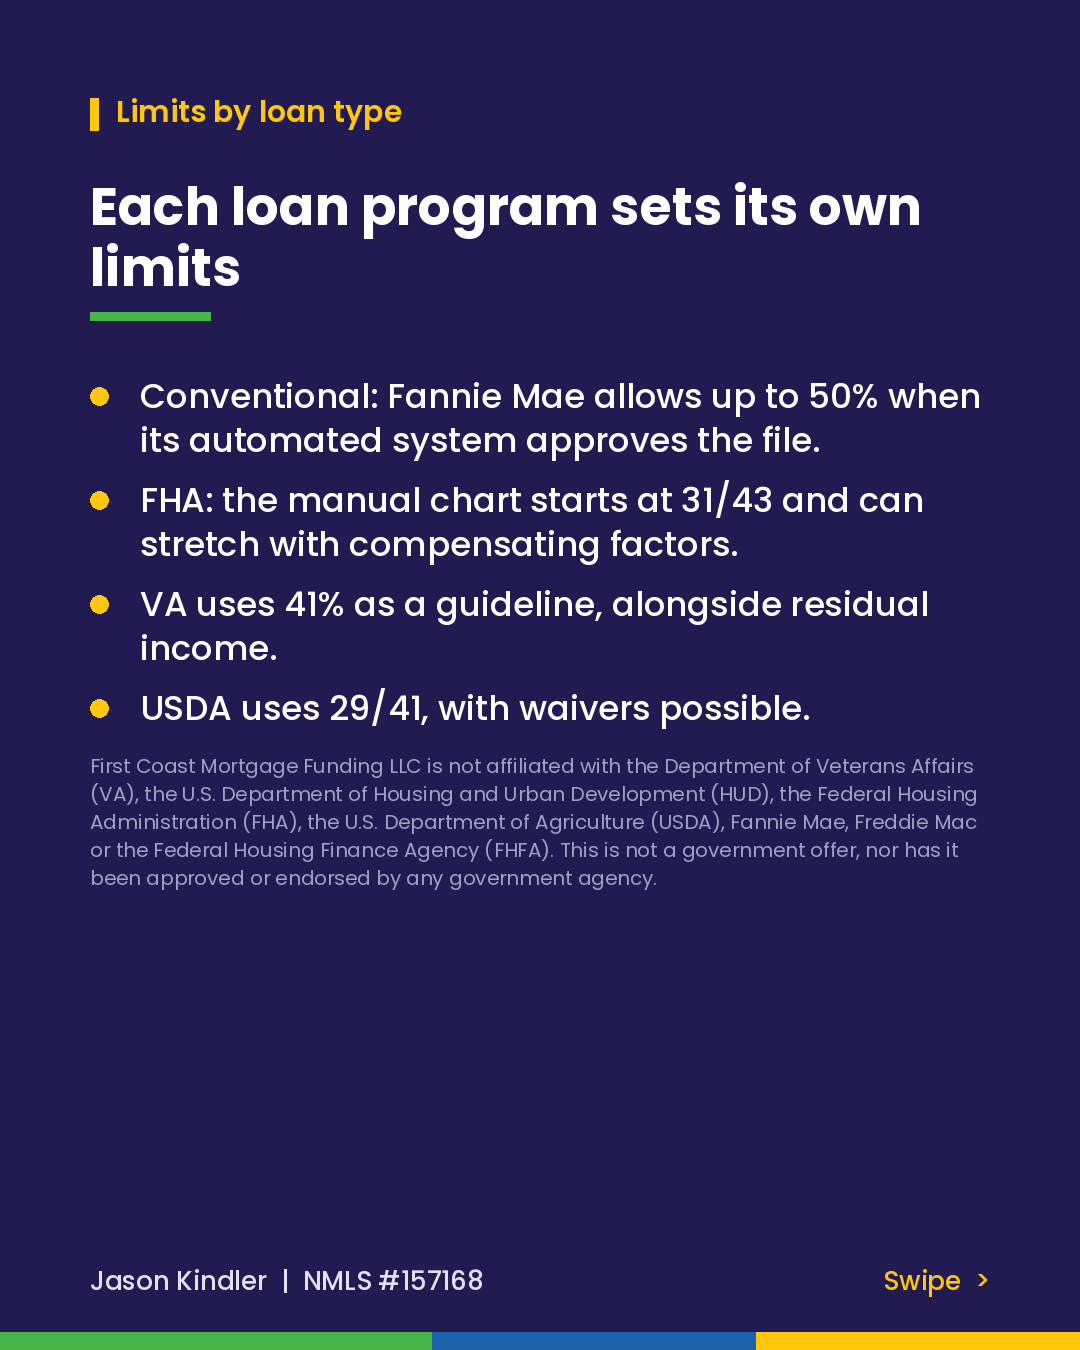 Limits by loan type
Each loan program sets its own
limits
Conventional: Fannie Mae allows up to 50% when
its automated system approves the file.
FHA: the manual chart starts at 31/43 and can
stretch with compensating factors.
VA uses 41% as a guideline, alongside residual
income.
USDA uses 29/41, with waivers possible.
First Coast Mortgage Funding LLC is not affiliated with the Department of Veterans Affairs
(VA), the U.S. Department of Housing and Urban Development (HUD), the Federal Housing
Administration (FHA), the U.S. Department of Agriculture (USDA), Fannie Mae, Freddie Mac
or the Federal Housing Finance Agency (FHFA). This is not a government offer, nor has it
been approved or endorsed by any government agency.
Jason Kindler | NMLS #157168
Swipe >